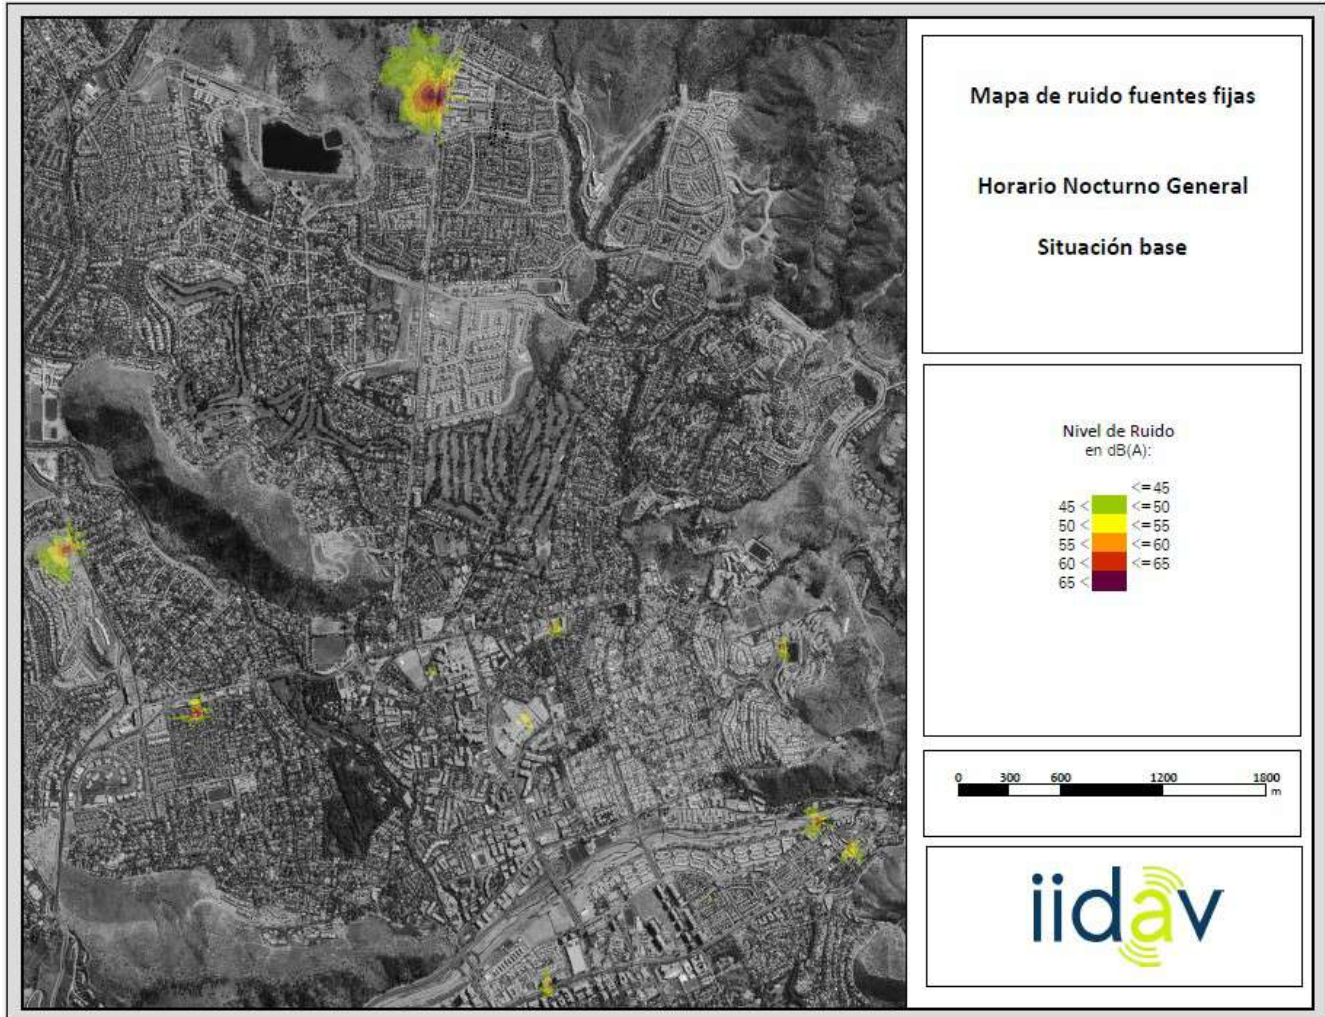 Mapa de ruido fuentes fijas
Horario Nocturno General
Situación base
Nivel de Ruido
en dB(A):
<=45
45 < <=50
50 < <=55
55 < <=60
60 < <=65
65 <
0 300 600 1200 1800
m
iidav